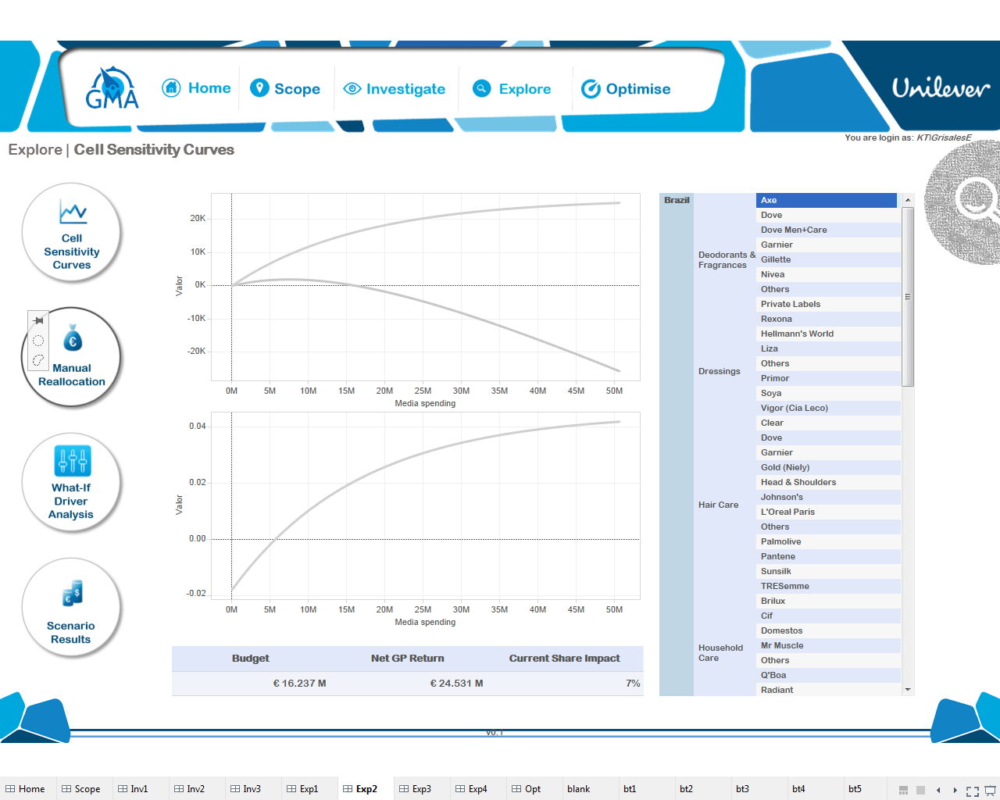 GMA
Home
Scope
Investigate
Explore
Optimise
Unilever
You are login as: KT\GrisalesE
Explore | Cell Sensitivity Curves
Cell
Sensitivity
Curves
Manual
Reallocation
What-If
Driver
Analysis
Scenario
Results
Valor
20K
10K
0K
-10K
-20K
0M 5M 10M 15M 20M 25M 30M 35M 40M 45M 50M
Media spending
Valor
0.04
0.02
0.00
-0.02
0M 5M 10M 15M 20M 25M 30M 35M 40M 45M 50M
Media spending
Budget Net GP Return Current Share Impact
€ 16.237 M € 24.531 M 7%
Brazil
Deodorants &
Fragrances
Axe
Dove
Dove Men+Care
Garnier
Gillette
Nivea
Others
Private Labels
Rexona
Dressings
Hellmann's World
Liza
Others
Primor
Soya
Vigor (Cia Leco)
Hair Care
Clear
Dove
Garnier
Gold (Niely)
Head & Shoulders
Johnson's
L'Oreal Paris
Others
Palmolive
Pantene
Sunsilk
TRESemme
Household
Care
Brilux
Cif
Domestos
Mr Muscle
Others
Q'Boa
Radiant
v0.1
Home Scope Inv1 Inv2 Inv3 Exp1 Exp2 Exp3 Exp4 Opt blank bt1 bt2 bt3 bt4 bt5